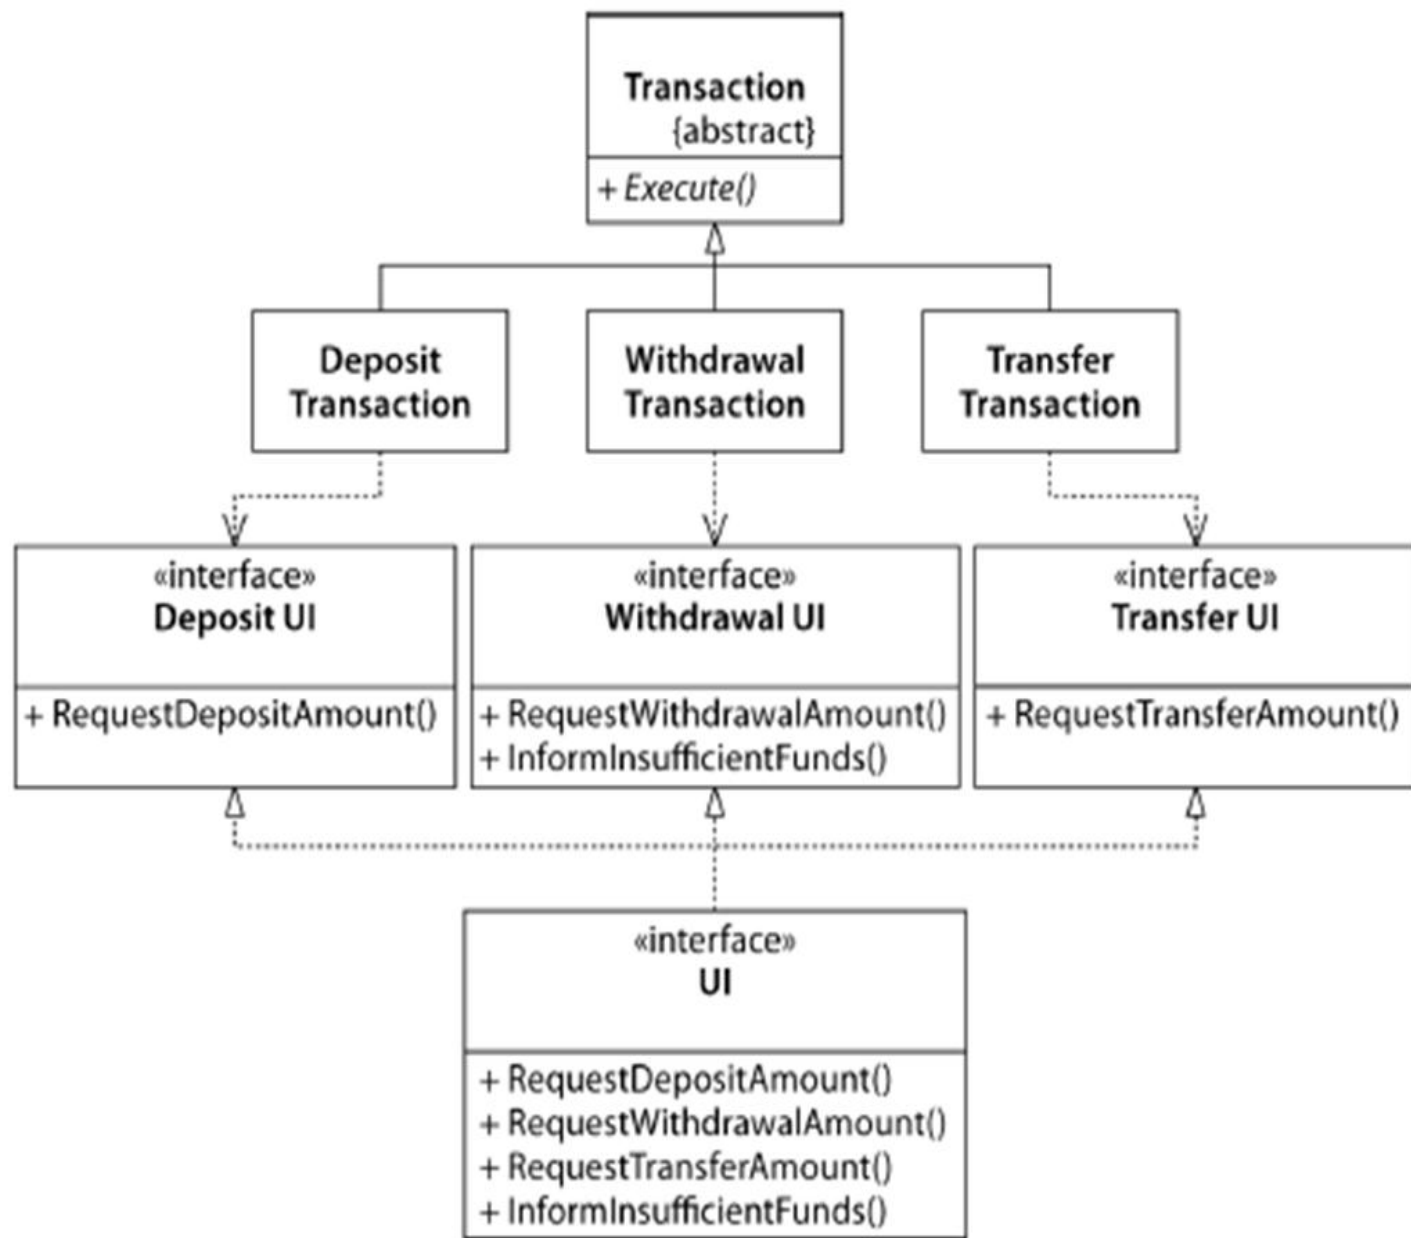 Transaction
{abstract}
+ Execute()
Deposit
Transaction
Withdrawal
Transaction
Transfer
Transaction
«interface»
Deposit UI
+ RequestDepositAmount()
«interface»
Withdrawal UI
+ RequestWithdrawalAmount()
+ InformInsufficientFunds()
«interface»
Transfer UI
+ RequestTransferAmount()
«interface»
UI
+ RequestDepositAmount()
+ RequestWithdrawalAmount()
+ RequestTransferAmount()
+ InformInsufficientFunds()